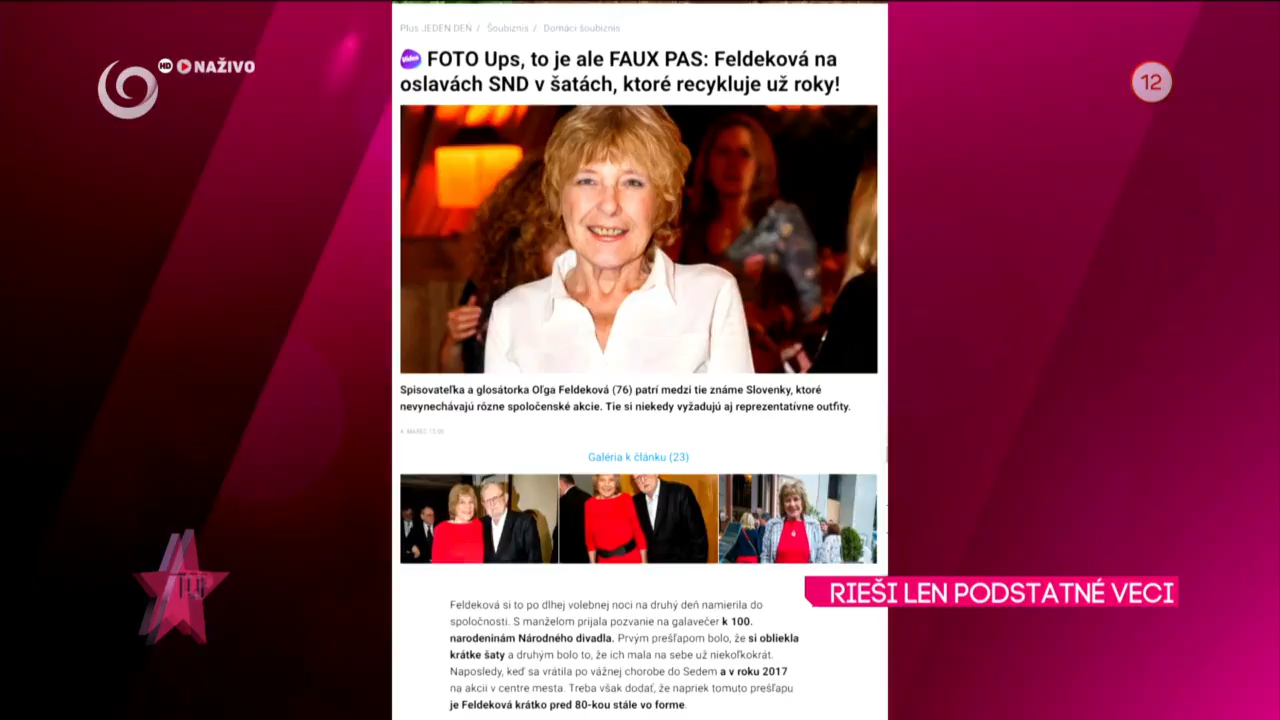 Plus JEDEN DEŇ / Šoubiznis / Domáci šoubiznis
Video FOTO Ups, to je ale FAUX PAS: Feldeková na
oslavách SND v šatách, ktoré recykluje už roky!
HD NAŽIVO
12
Spisovateľka a glosátorka Oľga Feldeková (76) patrí medzi tie známe Slovenky, ktoré
nevynechávajú rôzne spoločenské akcie. Tie si niekedy vyžadujú aj reprezentatívne outfity.
4. MAREC 15:00
Galéria k článku (23)
TOP
RIEŠI LEN PODSTATNÉ VECI
Feldeková si to po dlhej volebnej noci na druhý deň namierila do
spoločnosti. S manželom prijala pozvanie na galavečer k 100.
narodeninám Národného divadla. Prvým prešľapom bolo, že si obliekla
krátke šaty a druhým bolo to, že ich mala na sebe už niekoľkokrát.
Naposledy, keď sa vrátila po vážnej chorobe do Sedem a v roku 2017
na akcii v centre mesta. Treba však dodať, že napriek tomuto prešľapu
je Feldeková krátko pred 80-kou stále vo forme.